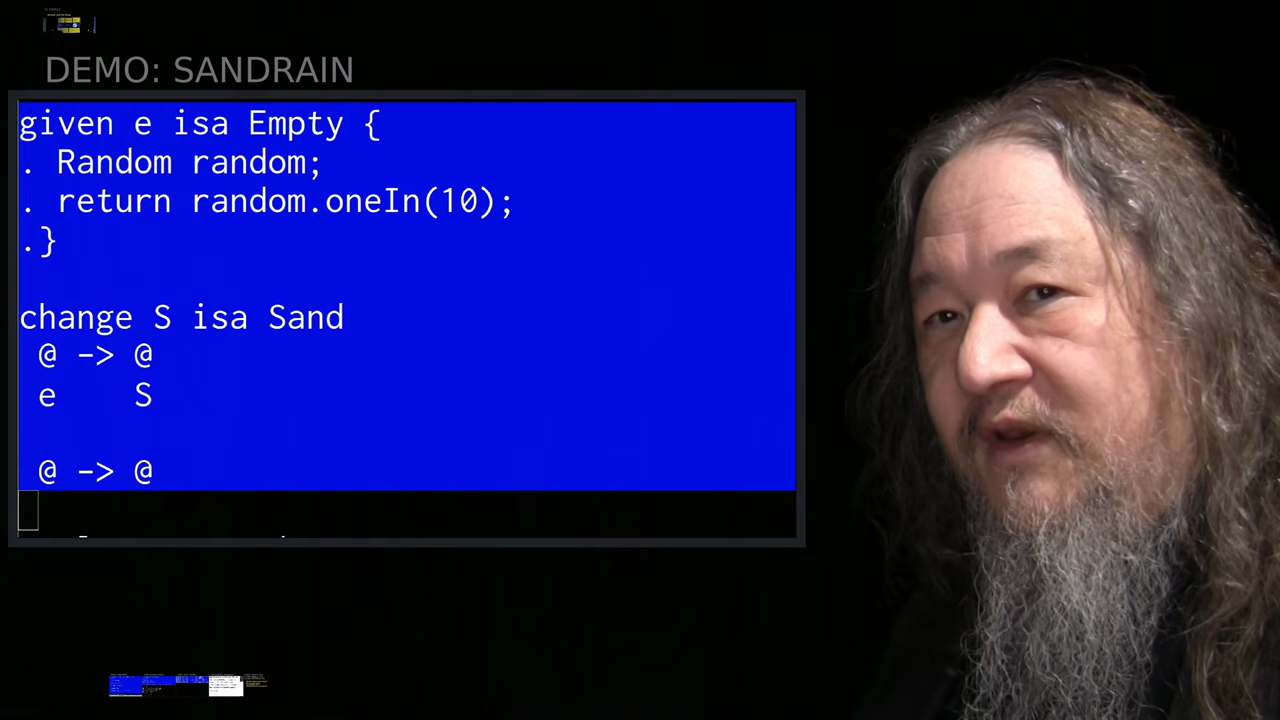 DEMO: SANDRAIN
given e isa Empty {
. Random random;
. return random.oneIn(10);
.}
change S isa Sand
@ -> @
e    S
@ -> @